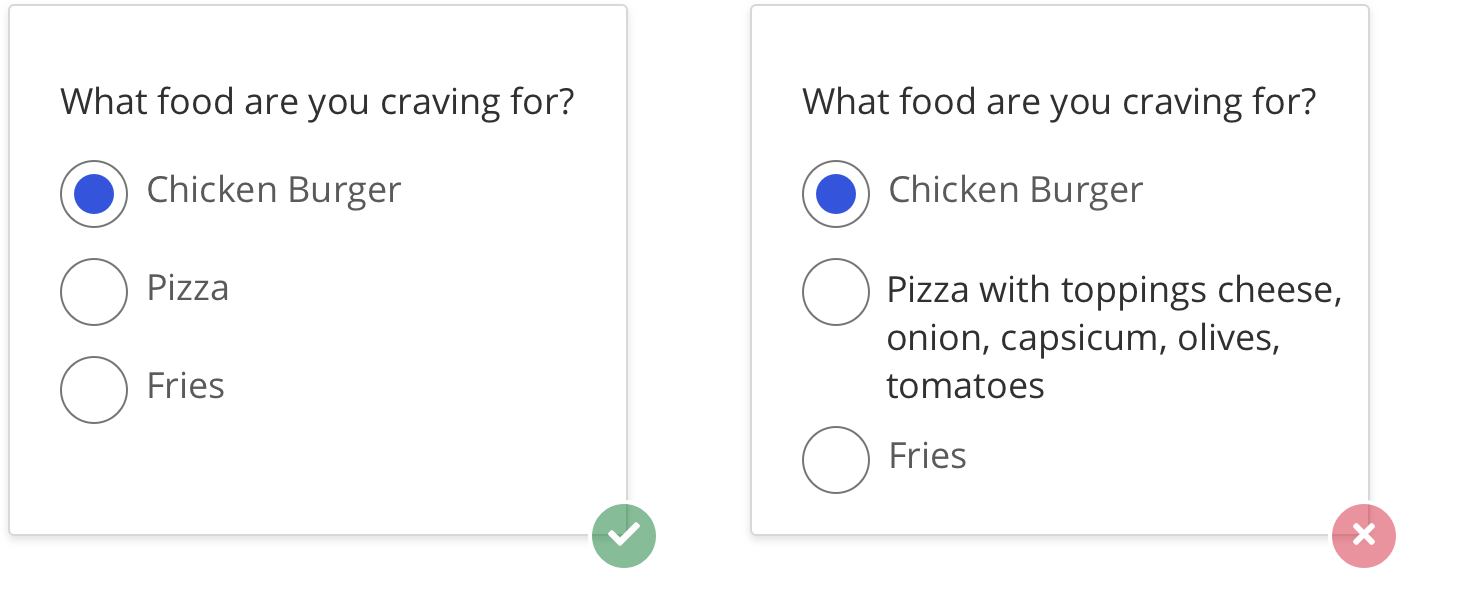 What food are you craving for?
Chicken Burger
Pizza
Fries
What food are you craving for?
Chicken Burger
Pizza with toppings cheese,
onion, capsicum, olives,
tomatoes
Fries